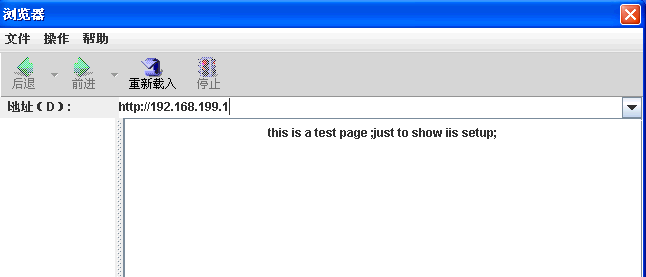 浏览器
文件 操作 帮助
后退 前进 重新载入 停止
地址（D）： http://192.168.199.1
this is a test page ;just to show iis setup;